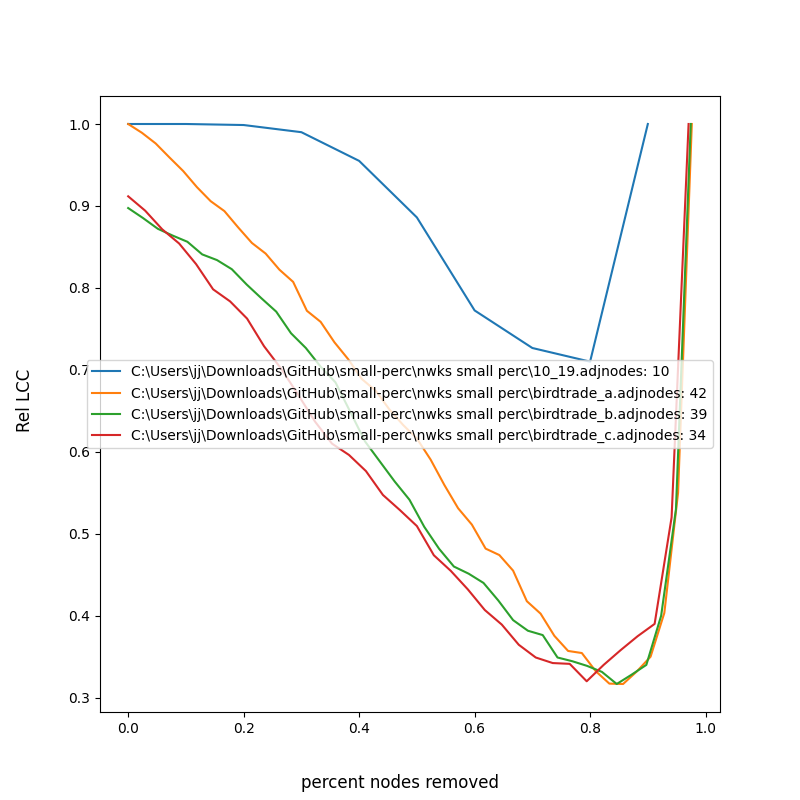 1.0
0.9
0.8
0.7
0.6
0.5
0.4
0.3
Rel LCC
C:\Users\jj\Downloads\GitHub\small-perc\nwks small perc\10_19.adjnodes: 10
C:\Users\jj\Downloads\GitHub\small-perc\nwks small perc\birdtrade_a.adjnodes: 42
C:\Users\jj\Downloads\GitHub\small-perc\nwks small perc\birdtrade_b.adjnodes: 39
C:\Users\jj\Downloads\GitHub\small-perc\nwks small perc\birdtrade_c.adjnodes: 34
0.0 0.2 0.4 0.6 0.8 1.0
percent nodes removed